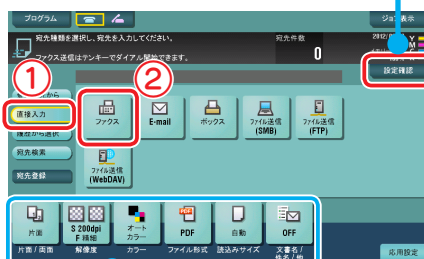 プログラム
ジョブ表示
宛先種類を選択し、宛先を入力してください。
宛先件数
ファクス送信はテンキーでダイアル開始できます。
0
2012/
Y
設定確認
①
②
直接入力
履歴から選択
宛先検索
宛先登録
ファクス
E-mail
ボックス
ファイル送信
(SMB)
ファイル送信
(FTP)
ファイル送信
(WebDAV)
片面
S 200dpi
F 精細
オート
カラー
PDF
自動
OFF
片面 / 両面
解像度
カラー
ファイル形式
読込みサイズ
文書名 /
件名 / 他
応用設定